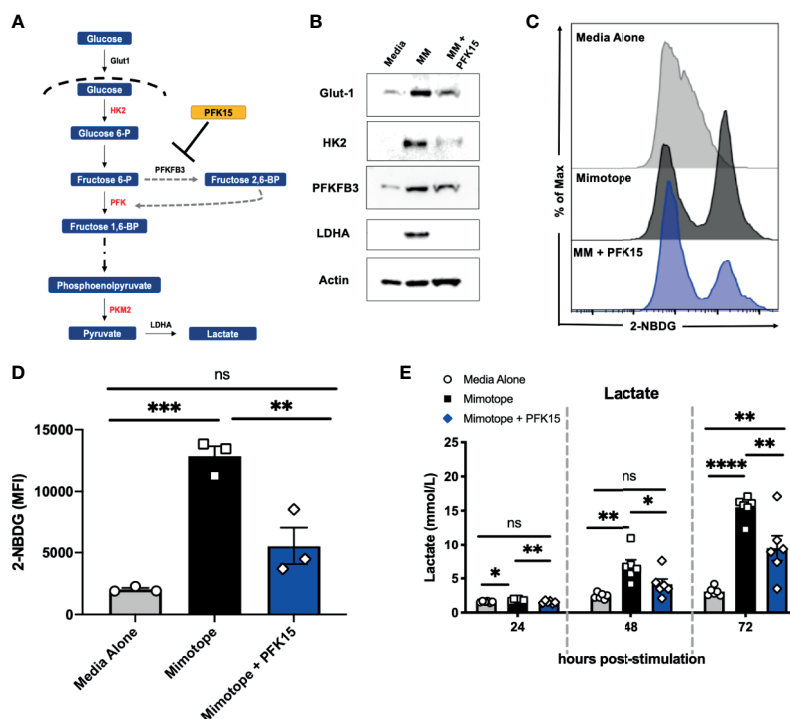 A
Glucose
Glut1
Glucose
HK2
PFK15
Glucose 6-P
PFKFB3
Fructose 6-P
Fructose 2,6-BP
PFK
Fructose 1,6-BP
Phosphoenolpyruvate
PKM2
LDHA
Pyruvate
Lactate
B
Media
MM
MM +
PFK15
Glut-1
HK2
PFKFB3
LDHA
Actin
C
Media Alone
Mimotope
MM + PFK15
% of Max
2-NBDG
D
ns
***
**
15000
10000
5000
0
2-NBDG (MFI)
Media Alone
Mimotope
Mimotope + PFK15
E
Media Alone
Mimotope
Mimotope + PFK15
Lactate
25
20
15
10
5
0
Lactate (mmol/L)
ns
**
*
ns
**
*
**
**
****
24
48
72
hours post-stimulation